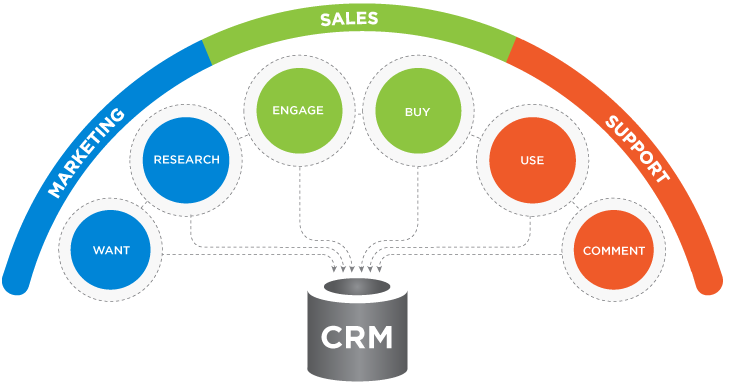 SALES
MARKETING
SUPPORT
ENGAGE
BUY
RESEARCH
USE
WANT
COMMENT
CRM